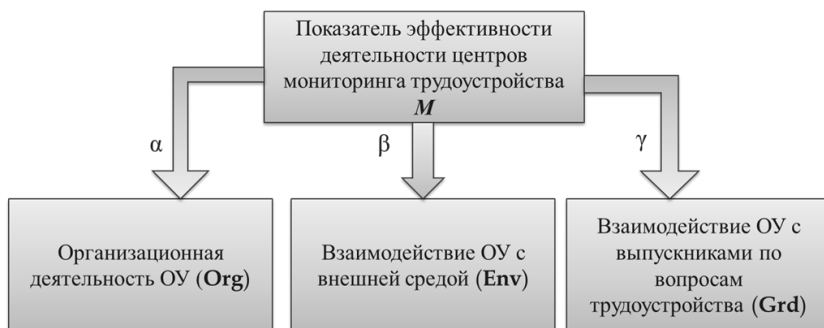 Показатель эффективности
деятельности центров
мониторинга трудоустройства
M
α
β
γ
Организационная
деятельность ОУ (Org)
Взаимодействие ОУ с
внешней средой (Env)
Взаимодействие ОУ с
выпускниками по
вопросам
трудоустройства (Grd)